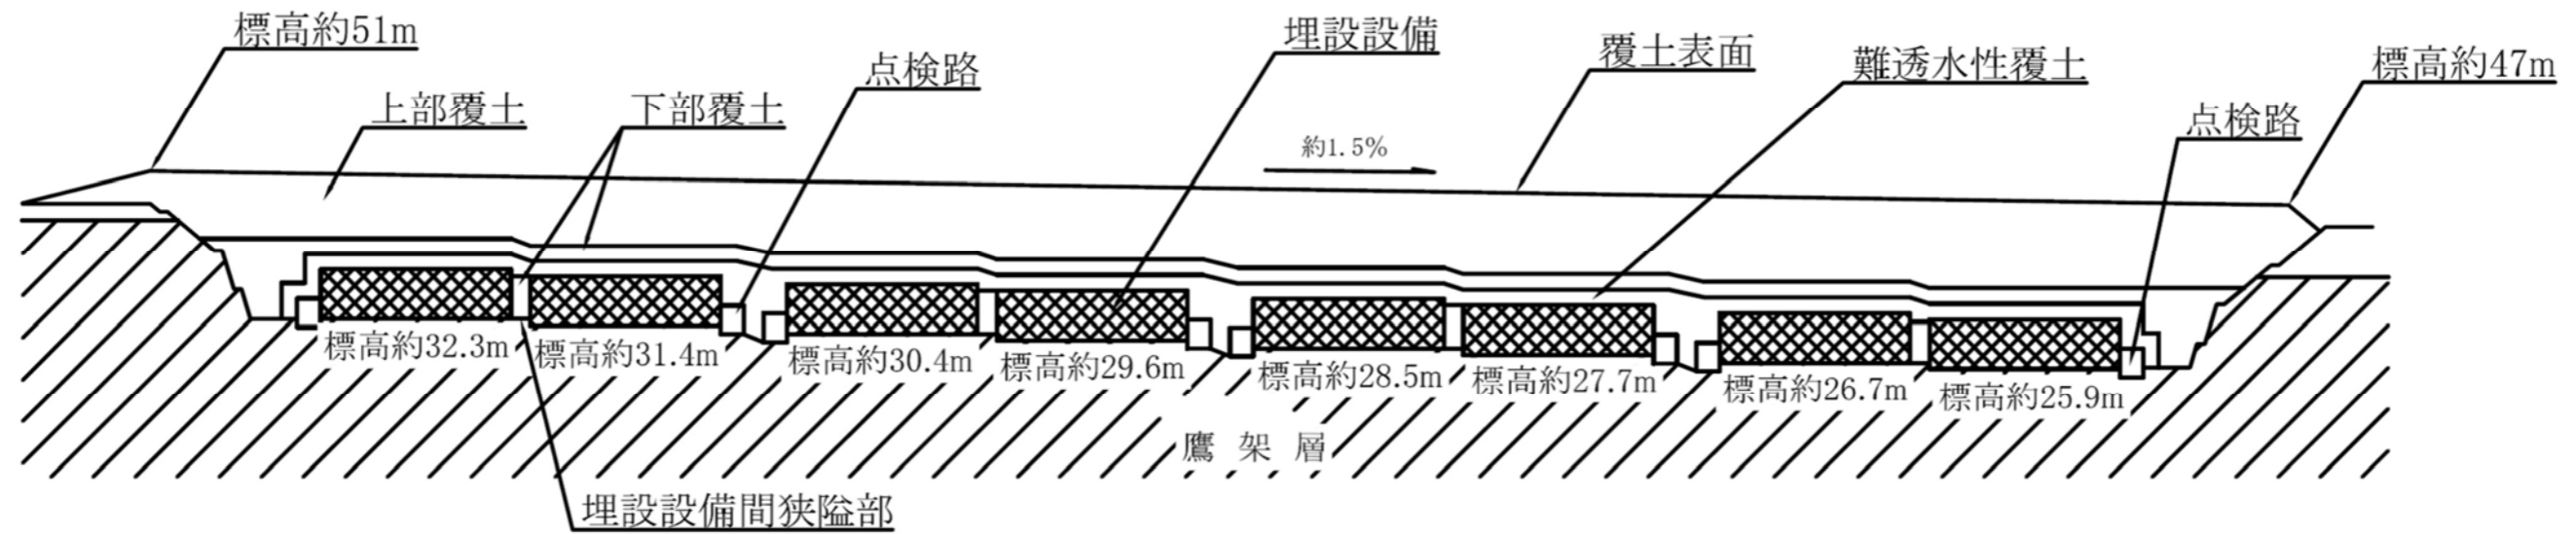 標高約51m
上部覆土
下部覆土
点検路
埋設設備
覆土表面
難透水性覆土
標高約47m
点検路
約1.5%
標高約32.3m
標高約31.4m
標高約30.4m
標高約29.6m
標高約28.5m
標高約27.7m
標高約26.7m
標高約25.9m
鷹架層
埋設設備間狭隘部